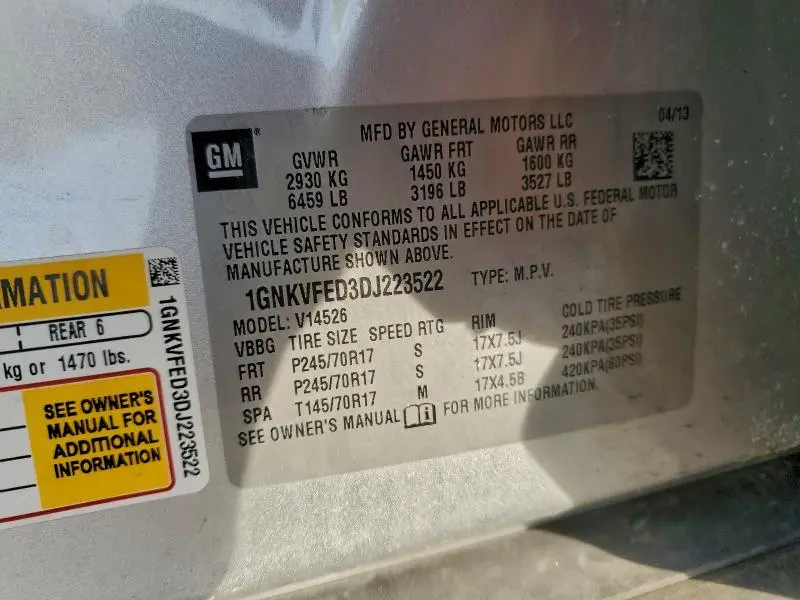 04/13
MFD BY GENERAL MOTORS LLC
GM ®
GVWR GAWR FRT GAWR RR
2930 KG 1450 KG 1600 KG
6459 LB 3196 LB 3527 LB
THIS VEHICLE CONFORMS TO ALL APPLICABLE U.S. FEDERAL MOTOR
VEHICLE SAFETY STANDARDS IN EFFECT ON THE DATE OF
MANUFACTURE SHOWN ABOVE.
1GNKVFED3DJ223522 TYPE: M.P.V.
MODEL: V14526
VBBG TIRE SIZE SPEED RTG RIM COLD TIRE PRESSURE
FRT P245/70R17 S 17X7.5J 240KPA(35PSI)
RR P245/70R17 S 17X7.5J 240KPA(35PSI)
SPA T145/70R17 M 17X4.5B 420KPA(60PSI)
SEE OWNER'S MANUAL i FOR MORE INFORMATION.
MATION
REAR 6
kg or 1470 lbs.
SEE OWNER'S
MANUAL FOR
ADDITIONAL
INFORMATION
1GNKVFED3DJ223522